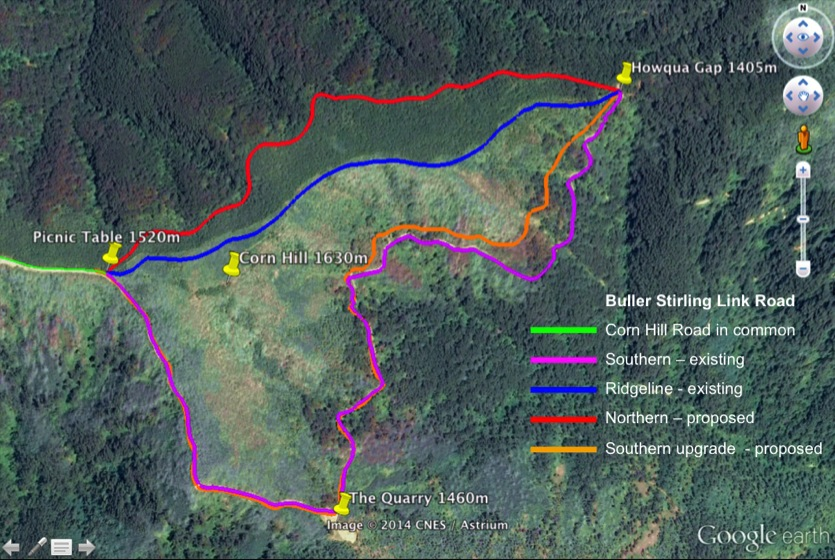 N
Howqua Gap 1405m
Picnic Table 1520m
Corn Hill 1630m
Buller Stirling Link Road
Corn Hill Road in common
Southern – existing
Ridgeline - existing
Northern – proposed
Southern upgrade - proposed
The Quarry 1460m
Image © 2014 CNES / Astrium
Google earth